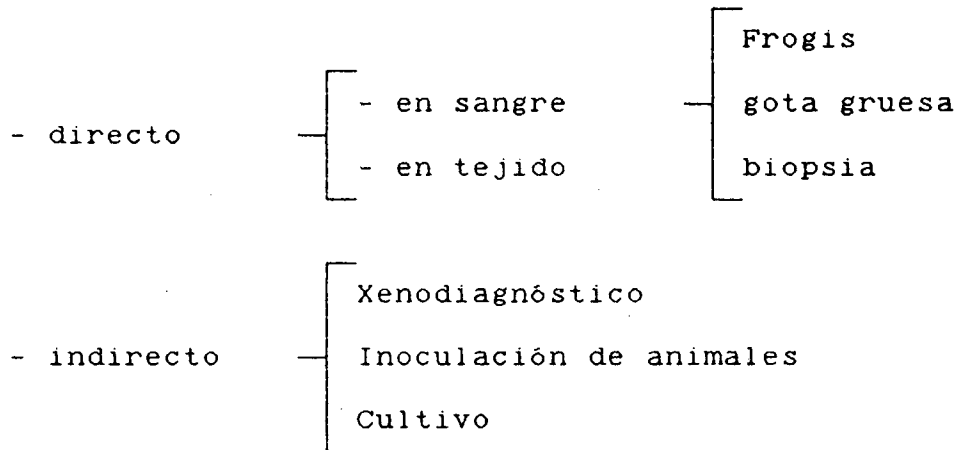 Frogis
- en sangre
gota gruesa
- directo
- en tejido
biopsia
Xenodiagnóstico
- indirecto
Inoculación de animales
Cultivo